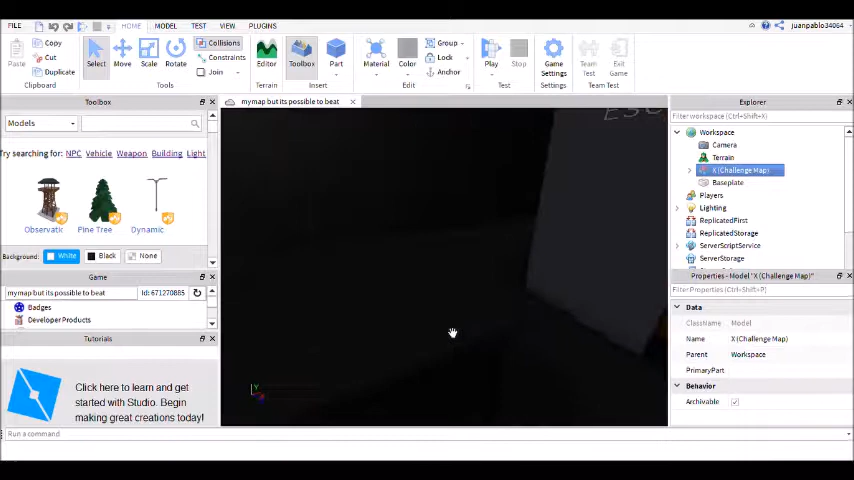 FILE HOME MODEL TEST VIEW PLUGINS juanpablo34064
Paste Copy Cut Duplicate Select Move Scale Rotate Collisions Constraints Join Editor Toolbox Part Material Color Group Lock Anchor Play Stop Game Settings Team Test Exit Game
Clipboard Tools Terrain Insert Edit Test Settings Team Test
Toolbox
Models
Try searching for: NPC Vehicle Weapon Building Light
Observatic Pine Tree Dynamic
Background: White Black None
Game
mymap but its possible to beat Id: 671270885
Badges
Developer Products
Tutorials
Click here to learn and get
started with Studio. Begin
making great creations today!
mymap but its possible to beat
Explorer
Filter workspace (Ctrl+Shift+X)
Workspace
Camera
Terrain
X (Challenge Map)
Baseplate
Players
Lighting
ReplicatedFirst
ReplicatedStorage
ServerScriptService
ServerStorage
Properties - Model "X (Challenge Map)"
Filter Properties (Ctrl+Shift+P)
Data
ClassName Model
Name X (Challenge Map)
Parent Workspace
PrimaryPart
Behavior
Archivable
Y
Run a command